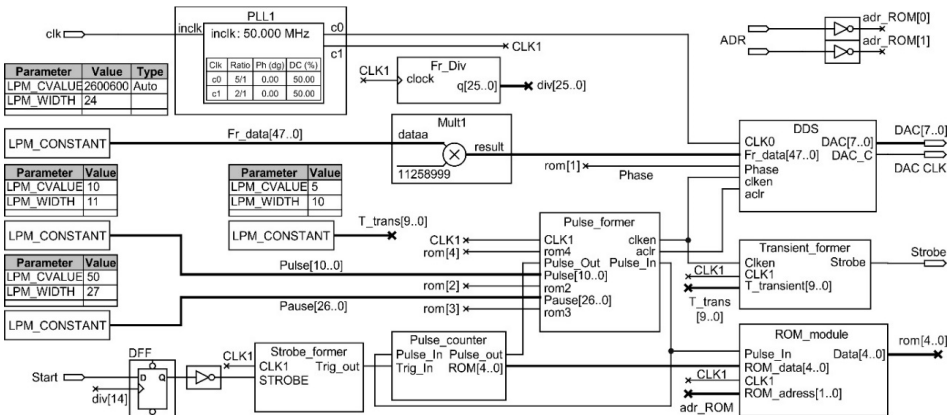 PLL1
clk
inclk
inclk: 50.000 MHz
c0
c1
Clk Ratio Ph (dg) DC (%)
c0 5/1 0.00 50.00
c1 2/1 0.00 50.00
CLK1
ADR
adr_ROM[0]
adr_ROM[1]
Parameter Value Type
LPM_CVALUE 2600600 Auto
LPM_WIDTH 24
CLK1
Fr_Div
clock
q[25..0]
div[25..0]
LPM_CONSTANT
Fr_data[47..0]
Mult1
dataa
result
11258999
rom[1]
Phase
DDS
CLK0 DAC[7..0]
Fr_data[47..0] DAC_C
Phase
clken
aclr
DAC[7..0]
DAC CLK
Parameter Value
LPM_CVALUE 10
LPM_WIDTH 11
Parameter Value
LPM_CVALUE 5
LPM_WIDTH 10
LPM_CONSTANT
LPM_CONSTANT
T_trans[9..0]
Pulse[10..0]
CLK1
rom[4]
rom[2]
rom[3]
Pulse_former
CLK1 clken
rom4 aclr
Pulse_Out Pulse_In
Pulse[10..0]
rom2
Pause[26..0]
rom3
Transient_former
Clken Strobe
CLK1
T_transient[9..0]
CLK1
T_trans
[9..0]
Strobe
Parameter Value
LPM_CVALUE 50
LPM_WIDTH 27
LPM_CONSTANT
Pause[26..0]
Start
DFF
D Q
div[14]
CLK1
Strobe_former
CLK1 Trig_out
STROBE
Pulse_counter
Pulse_In Pulse_out
Trig_In ROM[4..0]
ROM_module
Pulse_In Data[4..0]
ROM_data[4..0]
CLK1
ROM_adress[1..0]
CLK1
adr_ROM
rom[4..0]